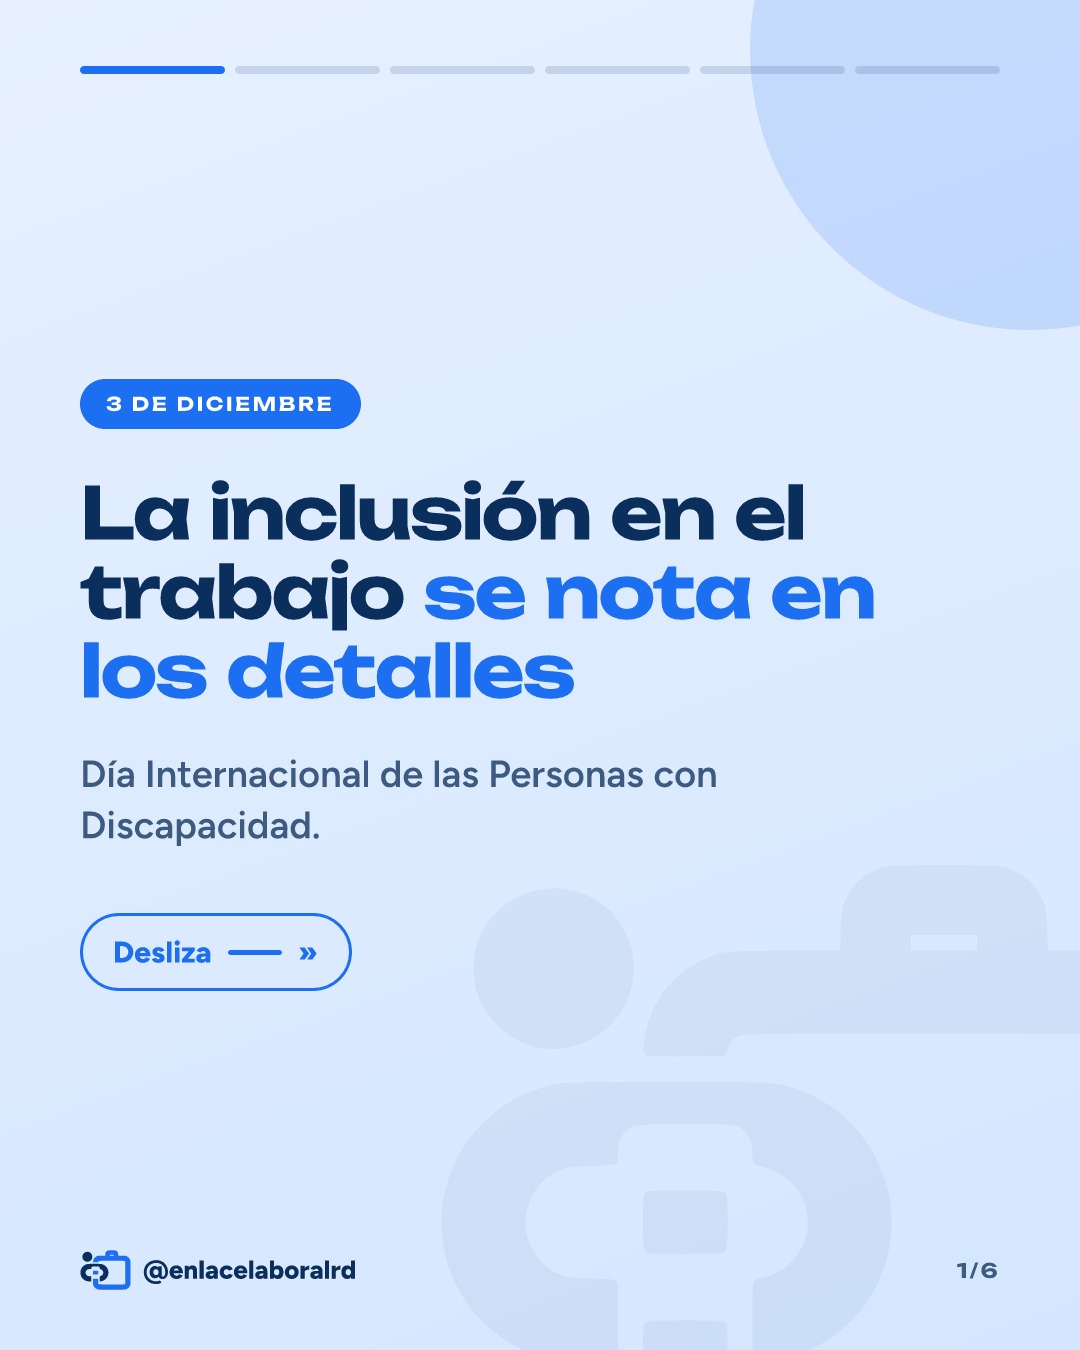 3 DE DICIEMBRE
La inclusión en el
trabajo se nota en
los detalles
Día Internacional de las Personas con
Discapacidad.
Desliza — »
@enlacelaboralrd
1/6